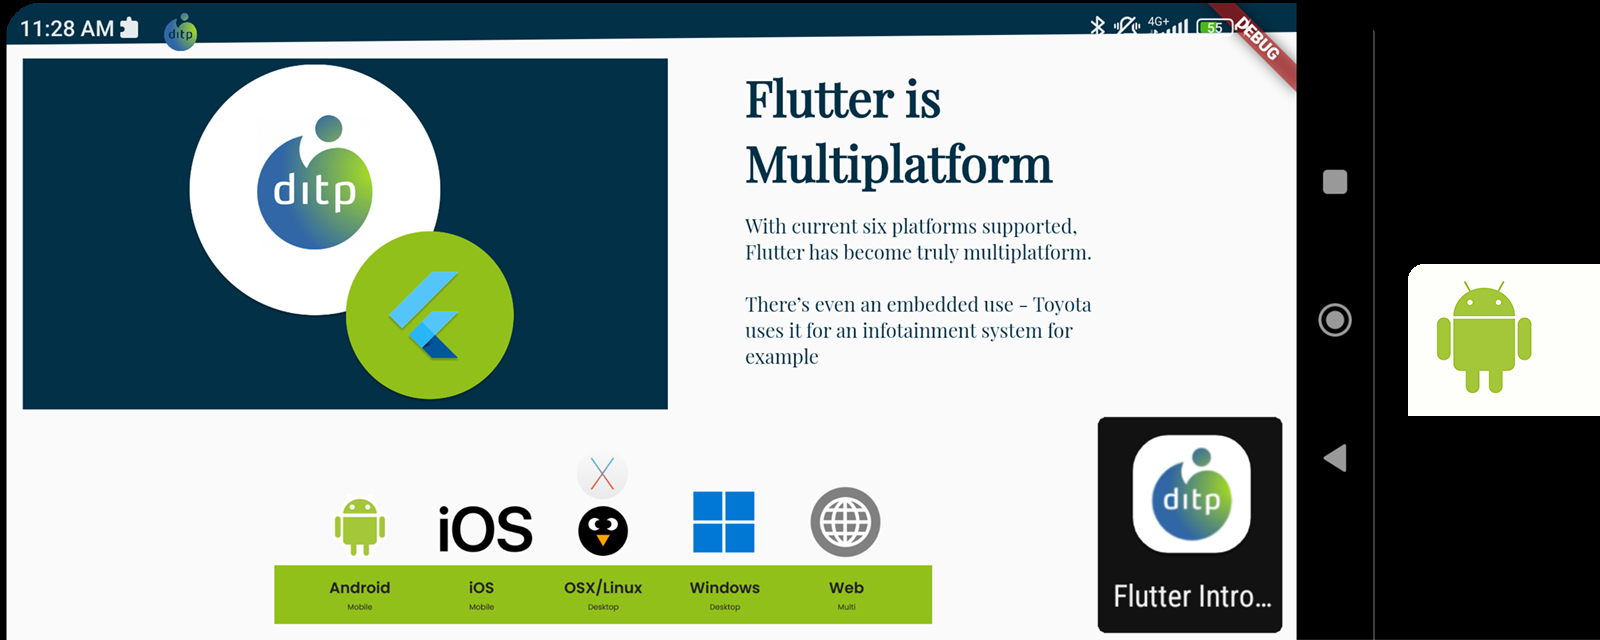 11:28 AM
ditp
4G+
55
DEBUG
ditp
Flutter is
Multiplatform
With current six platforms supported,
Flutter has become truly multiplatform.
There’s even an embedded use - Toyota
uses it for an infotainment system for
example
iOS
X
Android
iOS
OSX/Linux
Windows
Web
Mobile
Mobile
Desktop
Desktop
Multi
ditp
Flutter Intro...